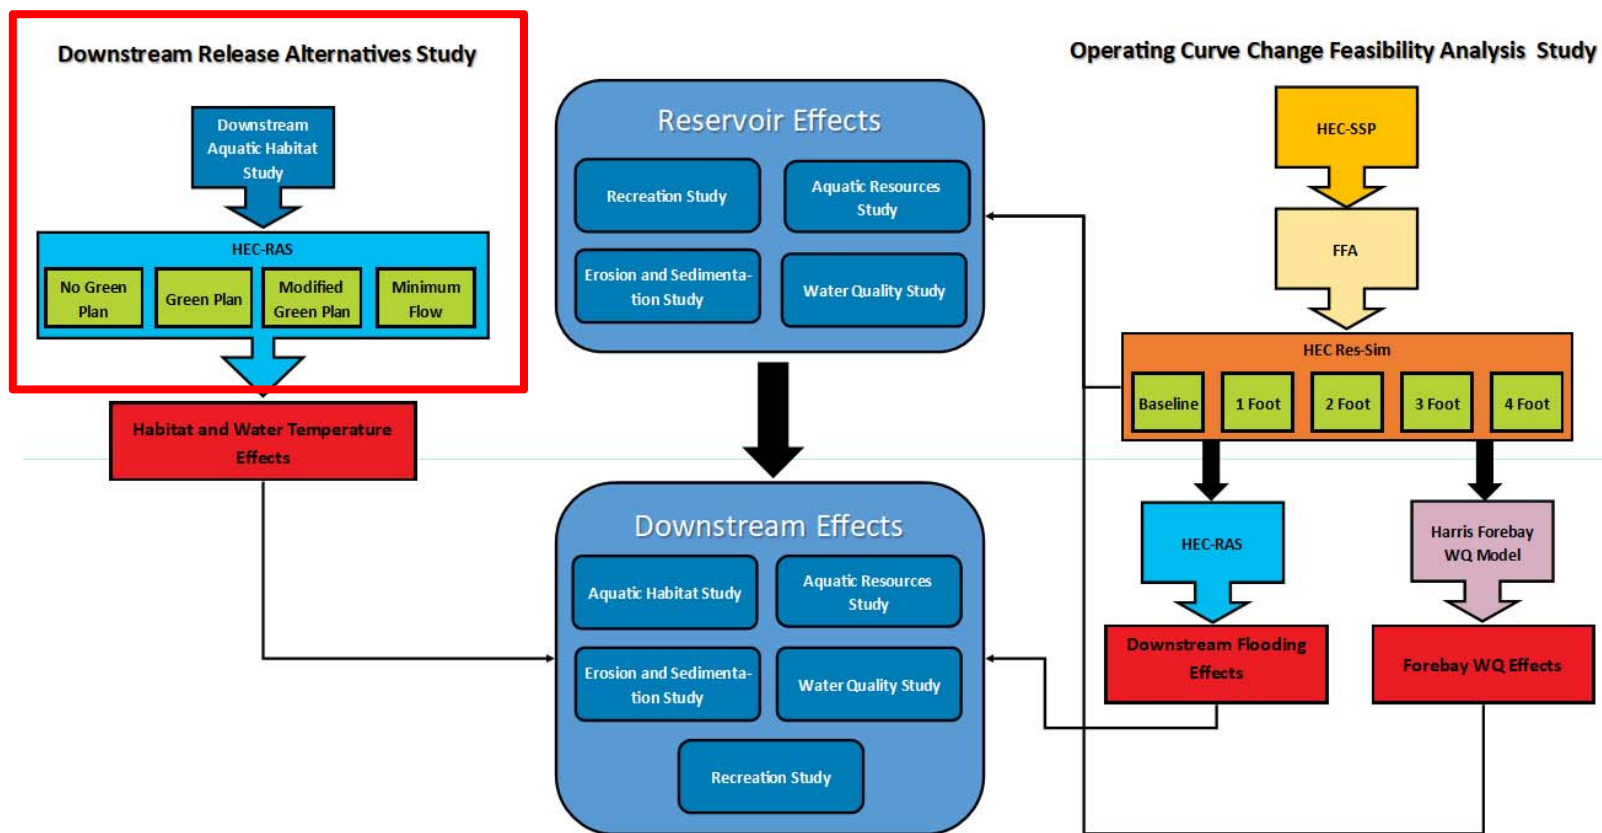 Downstream Release Alternatives Study
Downstream
Aquatic Habitat
Study
HEC-RAS
No Green
Plan
Green Plan
Modified
Green Plan
Minimum
Flow
Habitat and Water Temperature
Effects
Reservoir Effects
Recreation Study
Aquatic Resources
Study
Erosion and Sedimenta-
tion Study
Water Quality Study
Downstream Effects
Aquatic Habitat Study
Aquatic Resources
Study
Erosion and Sedimenta-
tion Study
Water Quality Study
Recreation Study
Operating Curve Change Feasibility Analysis Study
HEC-SSP
FFA
HEC Res-Sim
Baseline
1 Foot
2 Foot
3 Foot
4 Foot
HEC-RAS
Harris Forebay
WQ Model
Downstream Flooding
Effects
Forebay WQ Effects